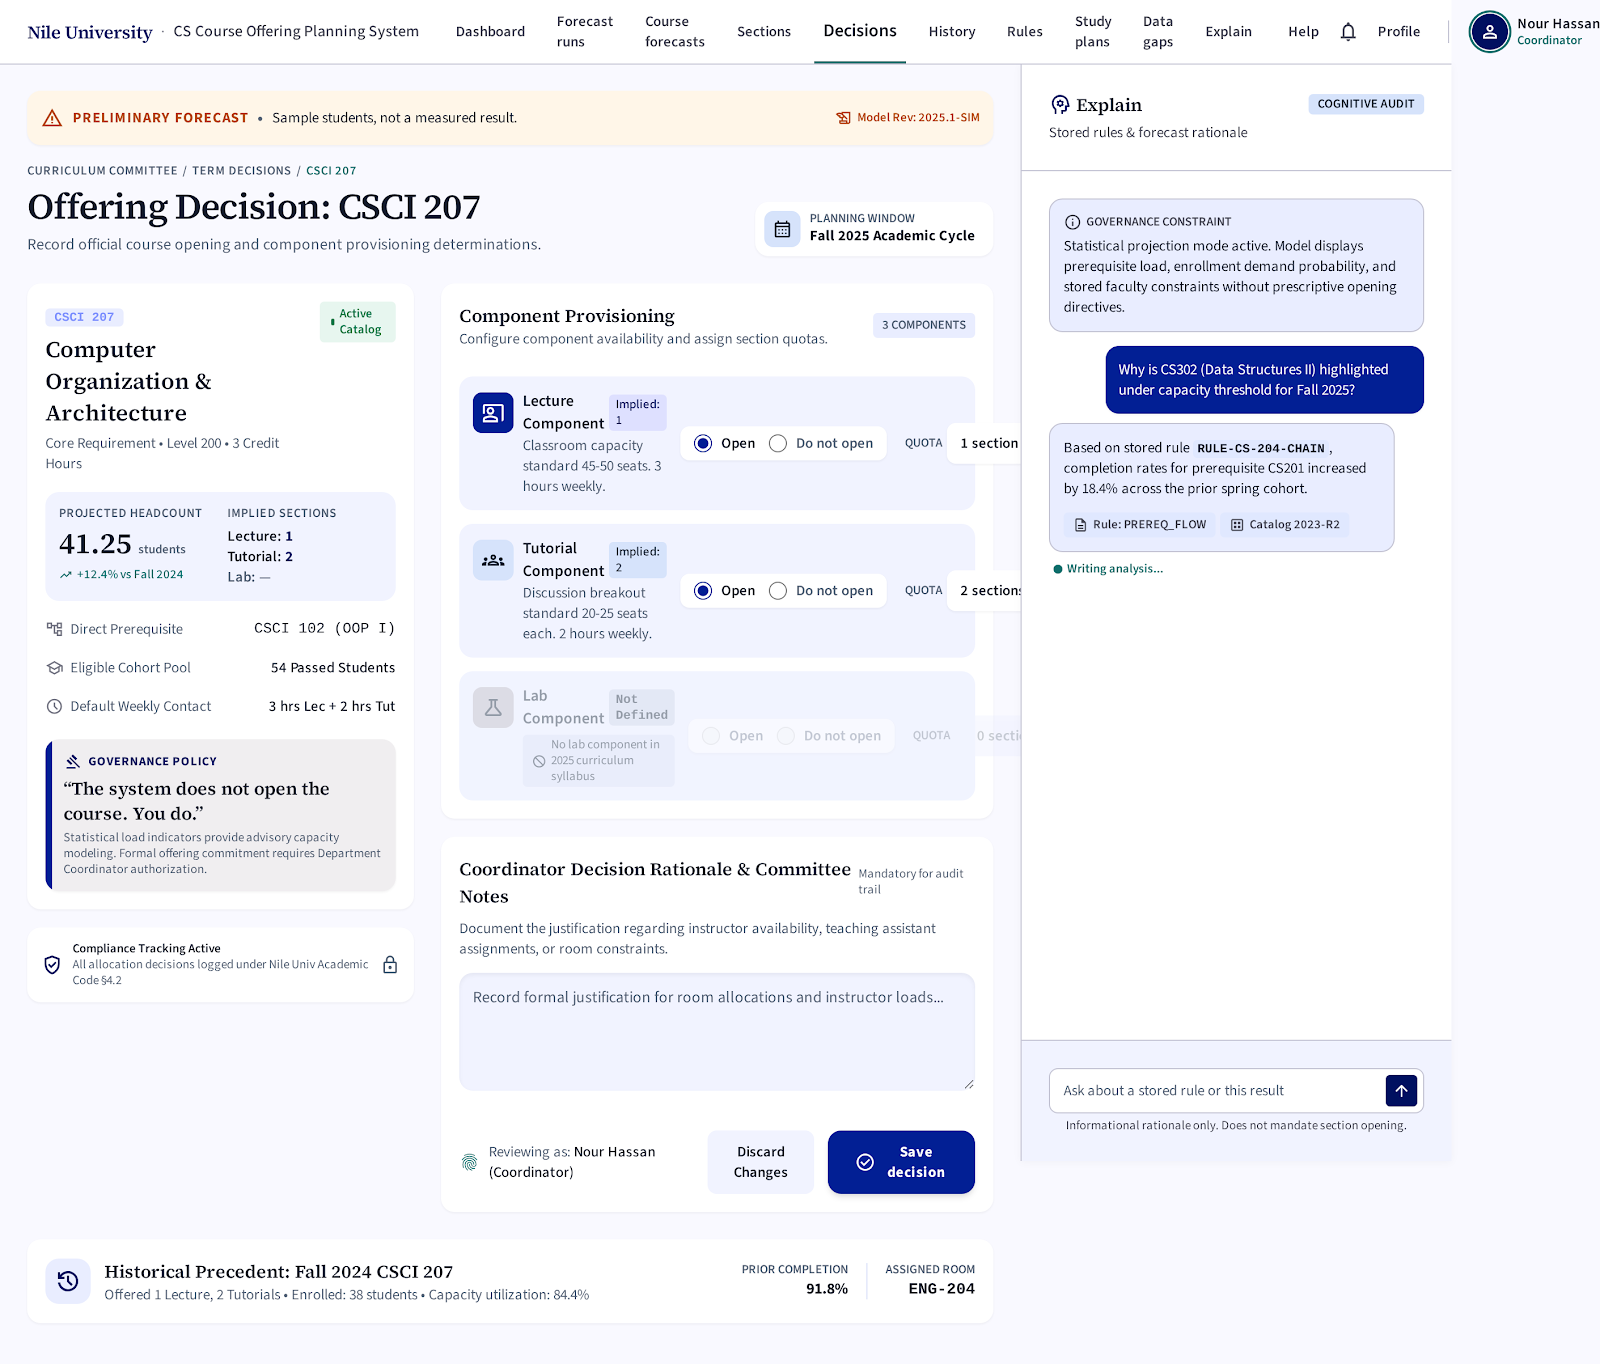 Nile University · CS Course Offering Planning System
Dashboard
Forecast runs
Course forecasts
Sections
Decisions
History
Rules
Study plans
Data gaps
Explain
Help
Profile
Nour Hassan
Coordinator
PRELIMINARY FORECAST • Sample students, not a measured result.
Model Rev: 2025.1-SIM
CURRICULUM COMMITTEE / TERM DECISIONS / CSCI 207
Offering Decision: CSCI 207
Record official course opening and component provisioning determinations.
PLANNING WINDOW
Fall 2025 Academic Cycle
CSCI 207
Active
Catalog
Computer
Organization &
Architecture
Core Requirement • Level 200 • 3 Credit
Hours
PROJECTED HEADCOUNT
41.25 students
+12.4% vs Fall 2024
IMPLIED SECTIONS
Lecture: 1
Tutorial: 2
Lab: —
Direct Prerequisite
CSCI 102 (OOP I)
Eligible Cohort Pool
54 Passed Students
Default Weekly Contact
3 hrs Lec + 2 hrs Tut
GOVERNANCE POLICY
“The system does not open the
course. You do.”
Statistical load indicators provide advisory capacity
modeling. Formal offering commitment requires Department
Coordinator authorization.
Compliance Tracking Active
All allocation decisions logged under Nile Univ Academic
Code §4.2
Component Provisioning
Configure component availability and assign section quotas.
3 COMPONENTS
Lecture
Component
Implied:
1
Classroom capacity
standard 45-50 seats. 3
hours weekly.
Open
Do not open
QUOTA
1 section
Tutorial
Component
Implied:
2
Discussion breakout
standard 20-25 seats
each. 2 hours weekly.
Open
Do not open
QUOTA
2 sections
Lab
Component
Not
Defined
No lab component in
2025 curriculum
syllabus
Open
Do not open
QUOTA
0 secti
Coordinator Decision Rationale & Committee
Notes
Mandatory for audit
trail
Document the justification regarding instructor availability, teaching assistant
assignments, or room constraints.
Record formal justification for room allocations and instructor loads...
Reviewing as: Nour Hassan
(Coordinator)
Discard
Changes
Save
decision
Historical Precedent: Fall 2024 CSCI 207
Offered 1 Lecture, 2 Tutorials • Enrolled: 38 students • Capacity utilization: 84.4%
PRIOR COMPLETION
91.8%
ASSIGNED ROOM
ENG-204
Explain
COGNITIVE AUDIT
Stored rules & forecast rationale
GOVERNANCE CONSTRAINT
Statistical projection mode active. Model displays
prerequisite load, enrollment demand probability, and
stored faculty constraints without prescriptive opening
directives.
Why is CS302 (Data Structures II) highlighted
under capacity threshold for Fall 2025?
Based on stored rule RULE-CS-204-CHAIN ,
completion rates for prerequisite CS201 increased
by 18.4% across the prior spring cohort.
Rule: PREREQ_FLOW
Catalog 2023-R2
Writing analysis...
Ask about a stored rule or this result
Informational rationale only. Does not mandate section opening.